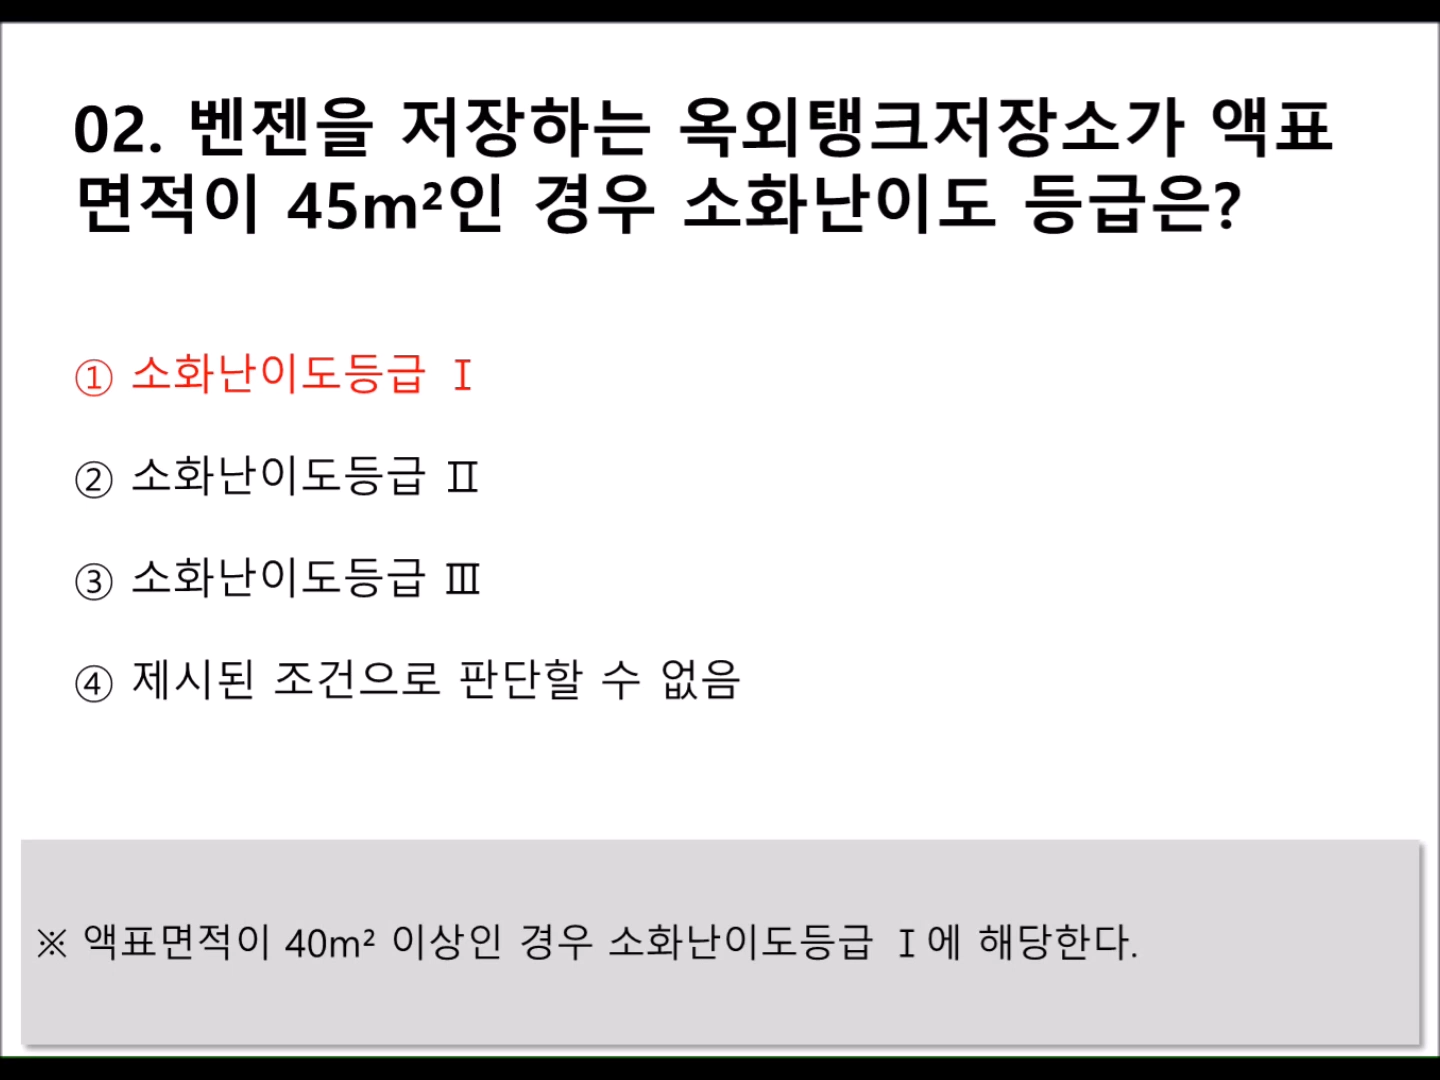 02. 벤젠을 저장하는 옥외탱크저장소가 액표
면적이 45m²인 경우 소화난이도 등급은?
① 소화난이도등급 Ⅰ
② 소화난이도등급 Ⅱ
③ 소화난이도등급 Ⅲ
④ 제시된 조건으로 판단할 수 없음
※ 액표면적이 40m² 이상인 경우 소화난이도등급 Ⅰ에 해당한다.